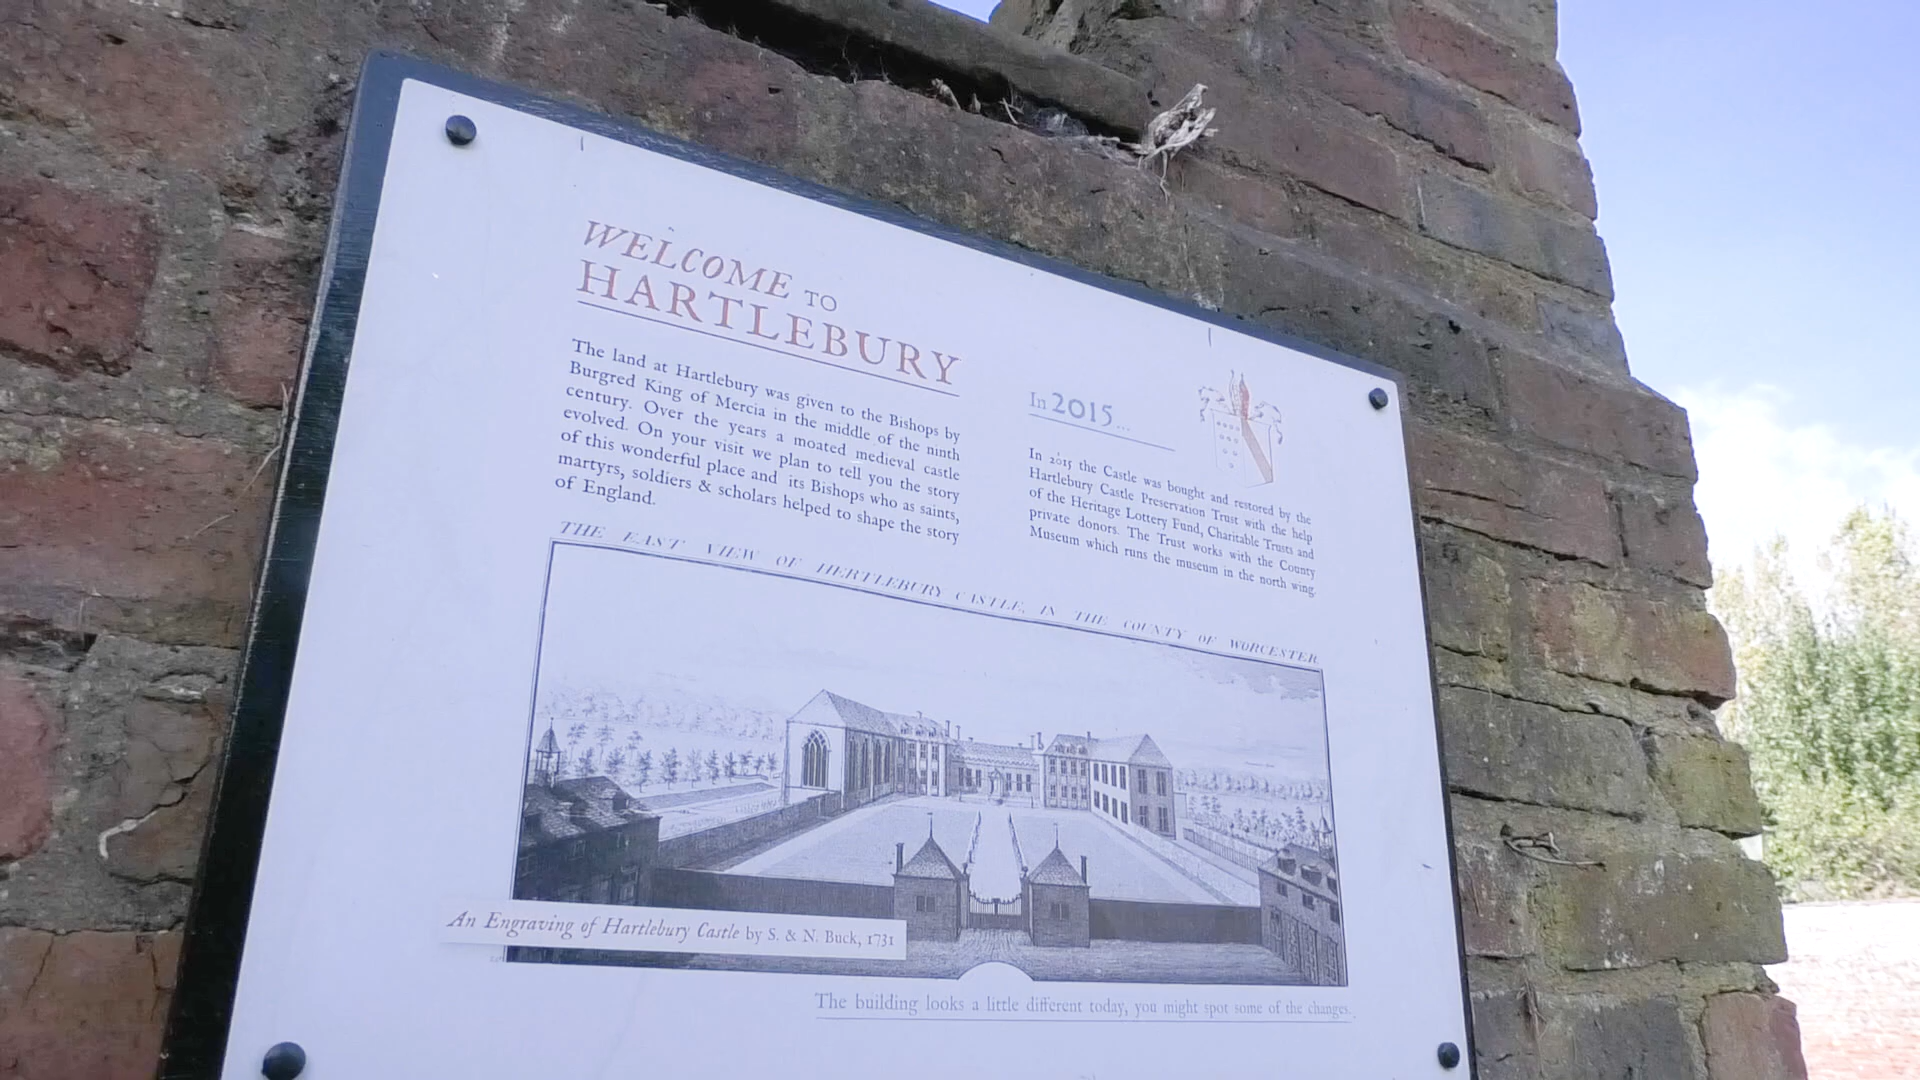 WELCOME TO
HARTLEBURY
The land at Hartlebury was given to the Bishops by
Burgred King of Mercia in the middle of the ninth
century. Over the years a moated medieval castle
evolved. On your visit we plan to tell you the story
of this wonderful place and its Bishops who as saints,
martyrs, soldiers & scholars helped to shape the story
of England.
In 2015...
In 2015 the Castle was bought and restored by the
Hartlebury Castle Preservation Trust with the help
of the Heritage Lottery Fund, Charitable Trusts and
private donors. The Trust works with the County
Museum which runs the museum in the north wing.
THE EAST VIEW OF HERTLEBURY CASTLE, IN THE COUNTY OF WORCESTER
An Engraving of Hartlebury Castle by S. & N. Buck, 1731
The building looks a little different today, you might spot some of the changes.